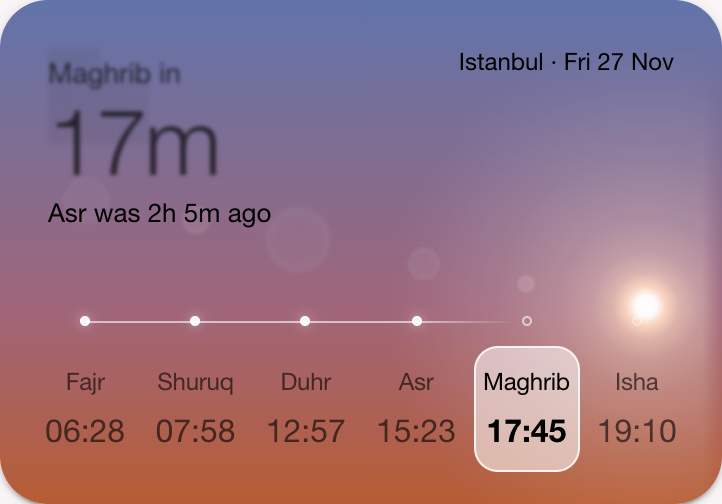 Maghrib in
Istanbul · Fri 27 Nov
17m
Asr was 2h 5m ago
Fajr Shuruq Duhr Asr Maghrib Isha
06:28 07:58 12:57 15:23 17:45 19:10